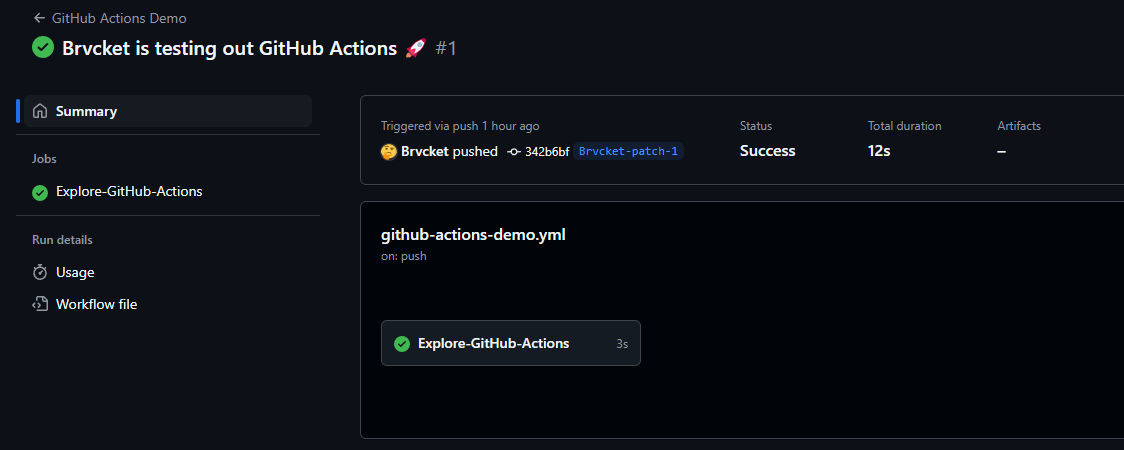 ← GitHub Actions Demo
Brvcket is testing out GitHub Actions 🚀 #1
Summary
Jobs
Explore-GitHub-Actions
Run details
Usage
Workflow file
Triggered via push 1 hour ago
Brvcket pushed 342b6bf Brvcket-patch-1
Status
Success
Total duration
12s
Artifacts
–
github-actions-demo.yml
on: push
Explore-GitHub-Actions 3s